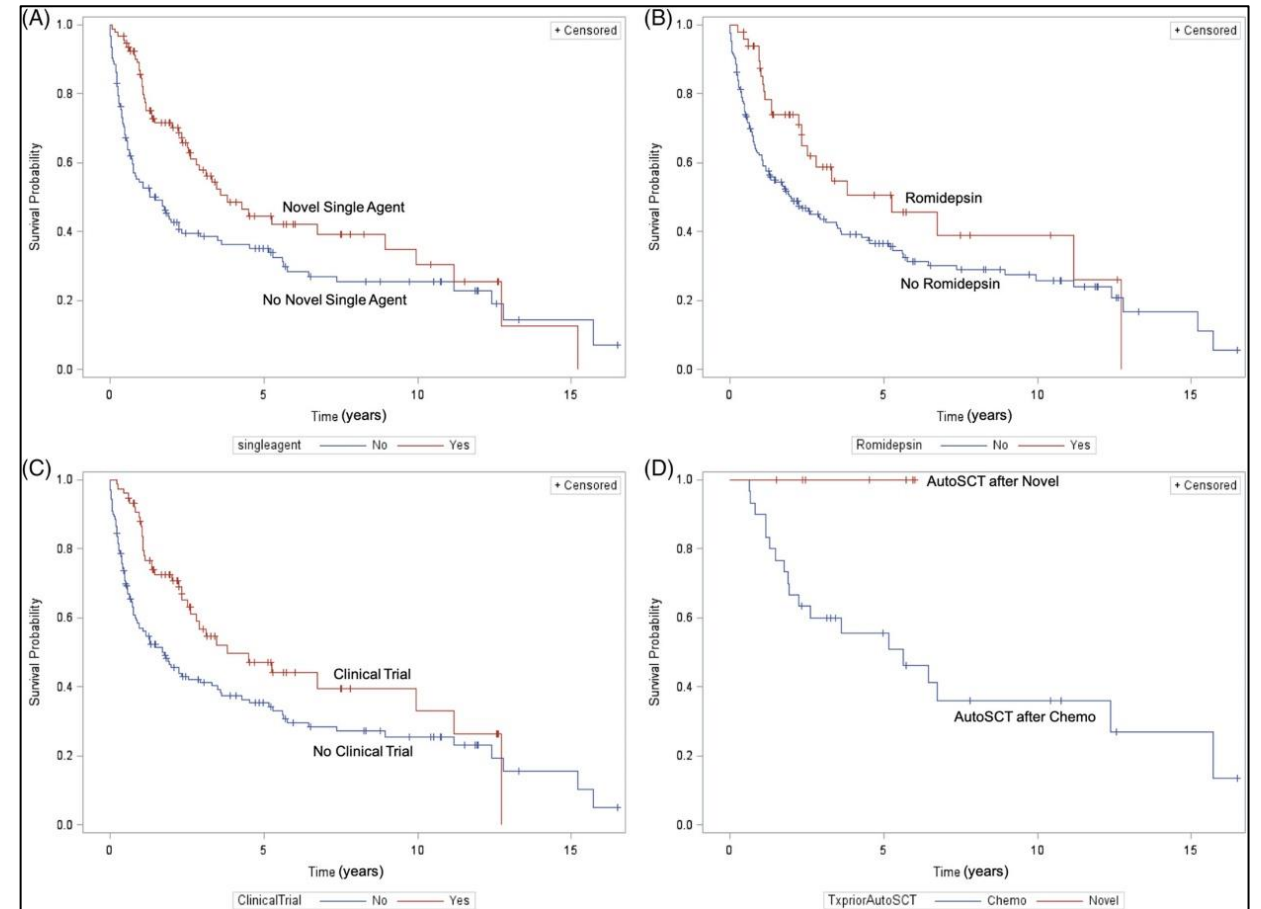 (A)
+ Censored
Survival Probability
1.0
0.8
0.6
0.4
0.2
0.0
Novel Single Agent
No Novel Single Agent
0 5 10 15
Time (years)
singleagent No Yes
(B)
+ Censored
Survival Probability
1.0
0.8
0.6
0.4
0.2
0.0
Romidepsin
No Romidepsin
0 5 10 15
Time (years)
Romidepsin No Yes
(C)
+ Censored
Survival Probability
1.0
0.8
0.6
0.4
0.2
0.0
Clinical Trial
No Clinical Trial
0 5 10 15
Time (years)
ClinicalTrial No Yes
(D)
+ Censored
Survival Probability
1.0
0.8
0.6
0.4
0.2
0.0
AutoSCT after Novel
AutoSCT after Chemo
0 5 10 15
Time (years)
TxpriorAutoSCT Chemo Novel